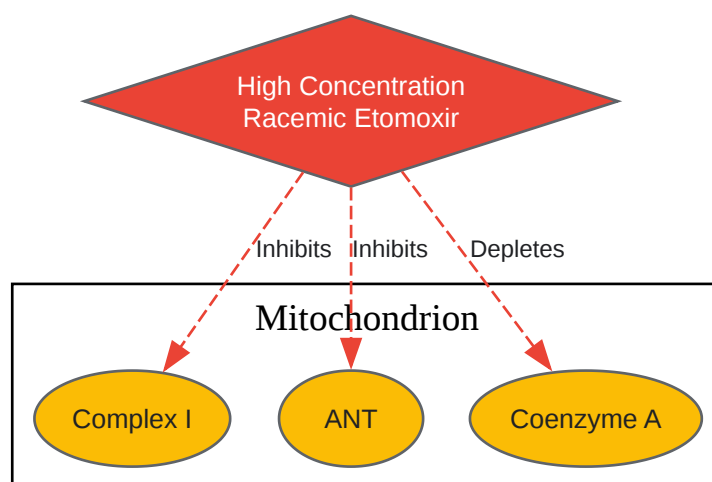 High Concentration
Racemic Etomoxir
Inhibits
Inhibits
Depletes
Mitochondrion
Complex I
ANT
Coenzyme A